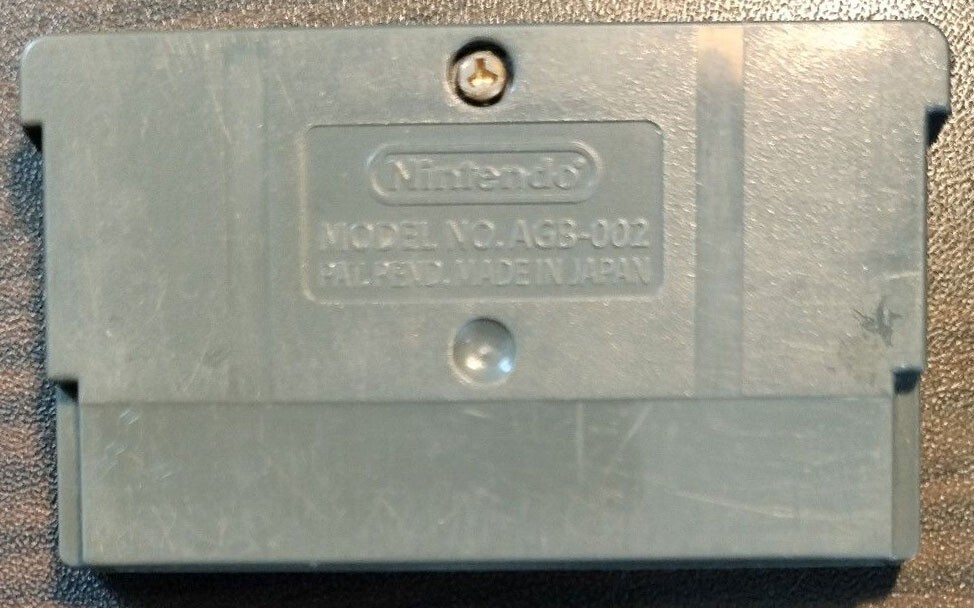 Nintendo®
MODEL NO. AGB-002
PAT. PEND. MADE IN JAPAN